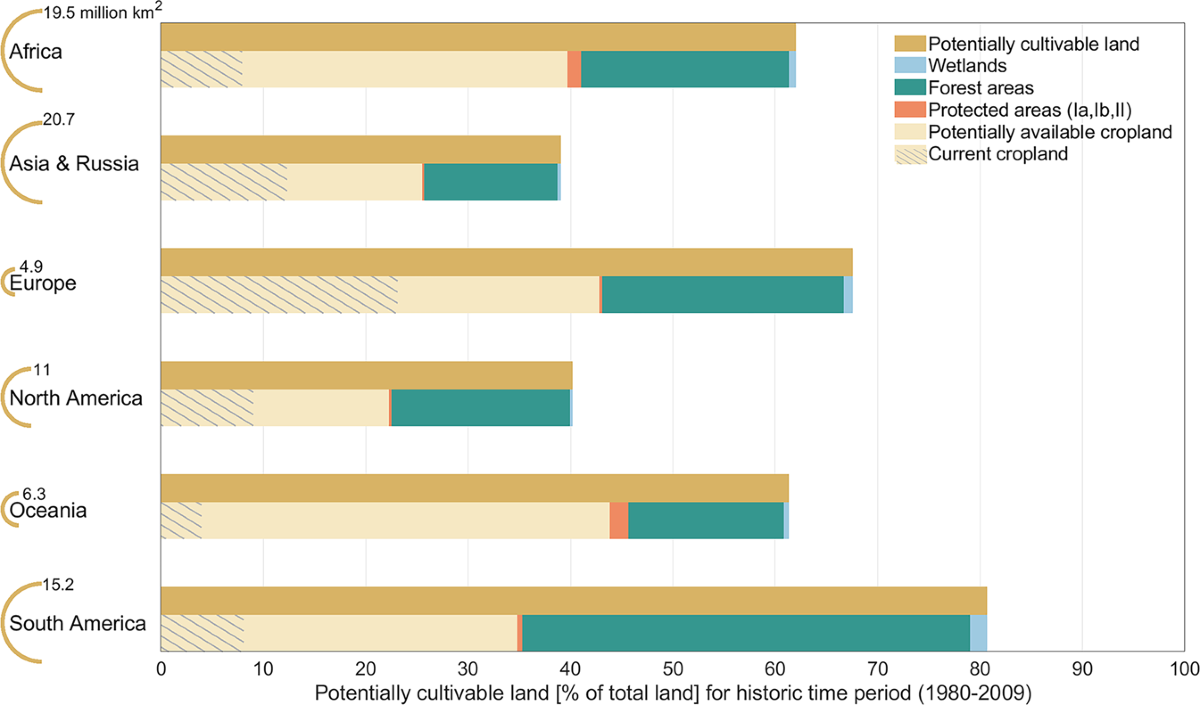 19.5 million km²
Africa
20.7
Asia & Russia
4.9
Europe
11
North America
6.3
Oceania
15.2
South America
Potentially cultivable land
Wetlands
Forest areas
Protected areas (Ia,Ib,II)
Potentially available cropland
Current cropland
0 10 20 30 40 50 60 70 80 90 100
Potentially cultivable land [% of total land] for historic time period (1980-2009)